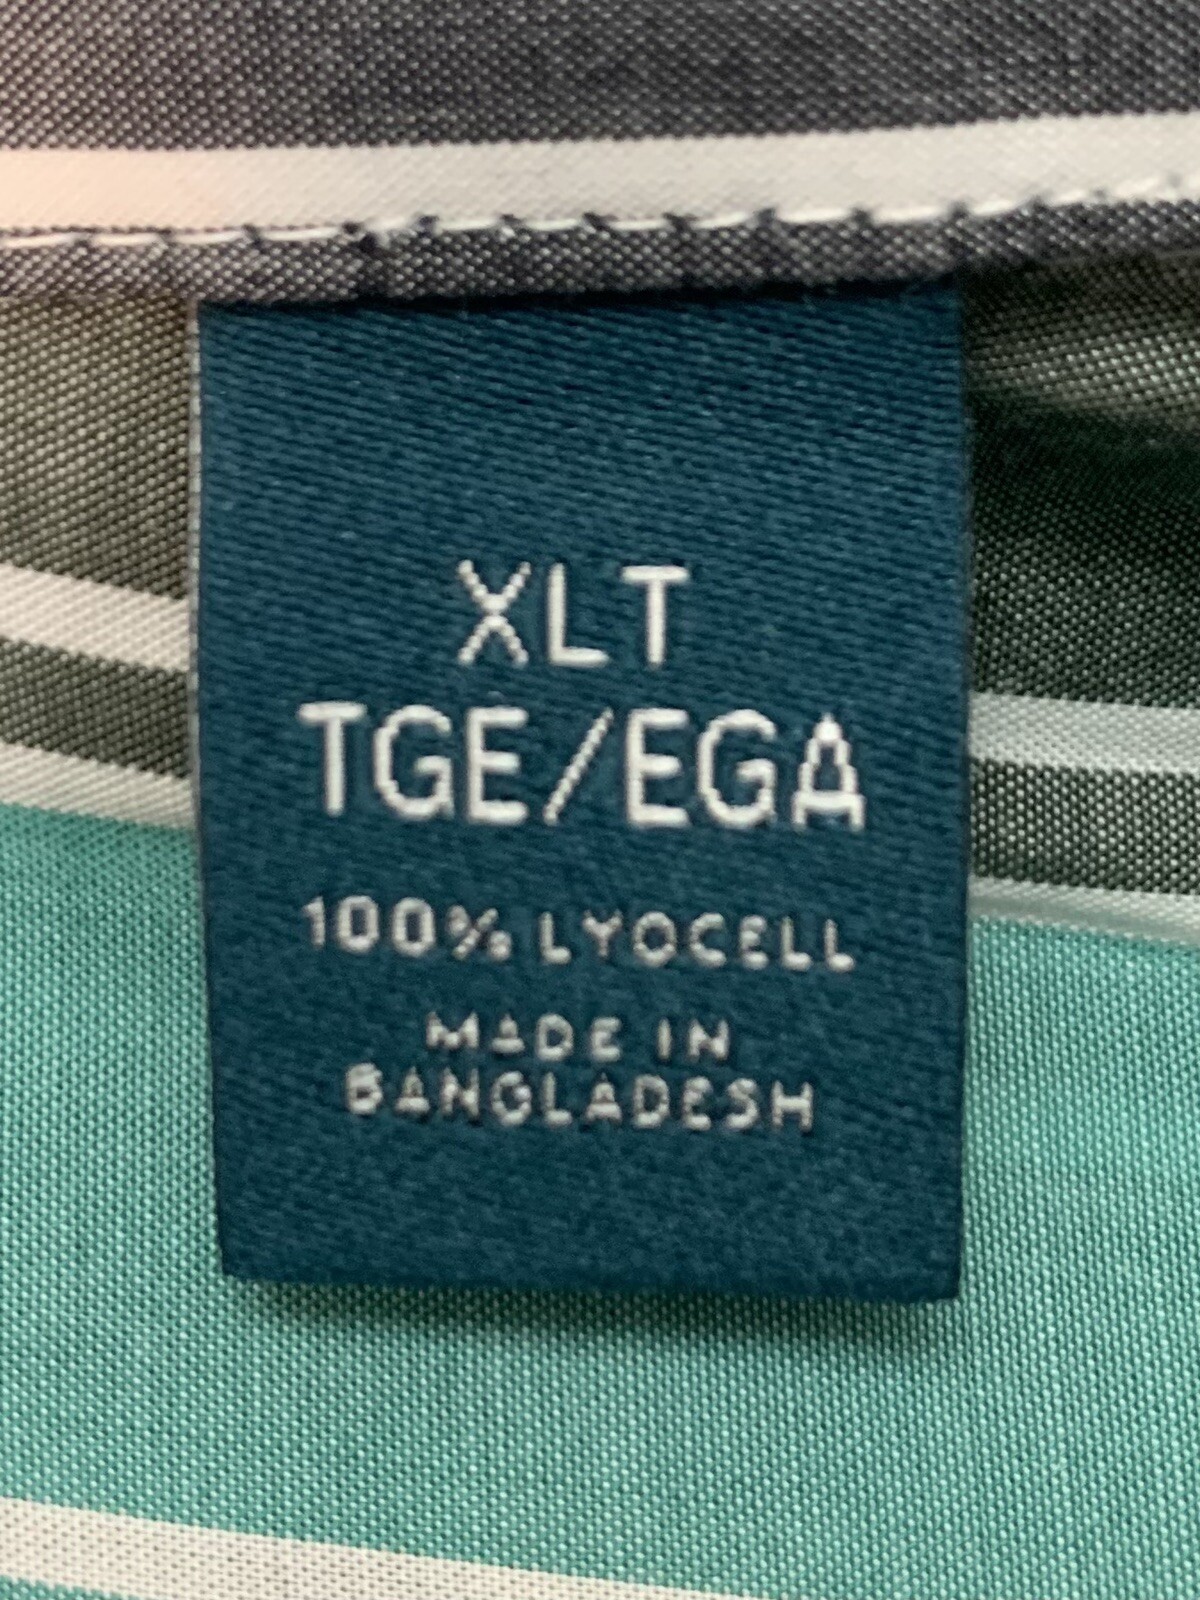 XLT
TGE/EGA
100% LYOCELL
MADE IN
BANGLADESH